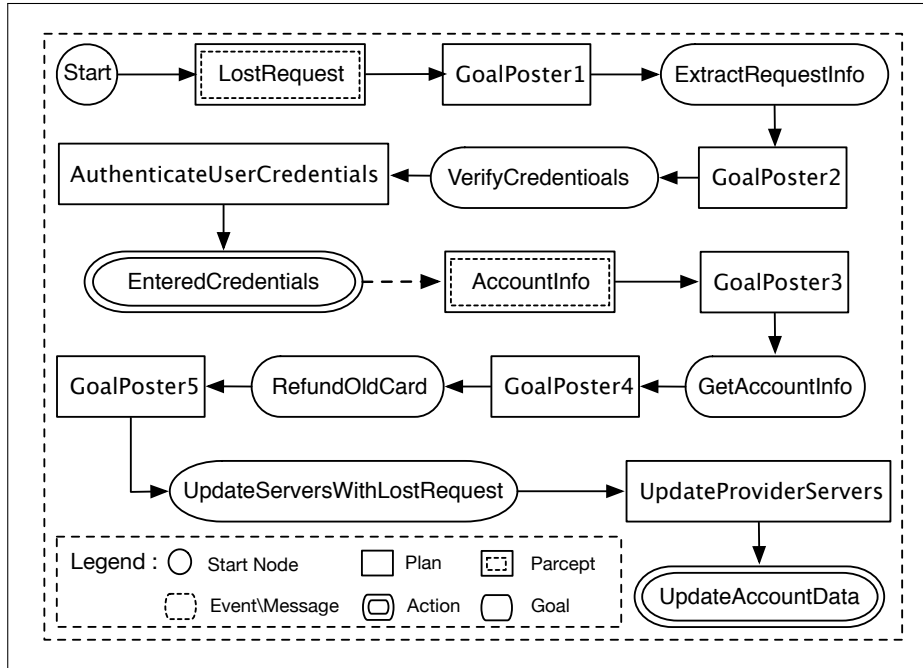 Start
LostRequest
GoalPoster1
ExtractRequestInfo
AuthenticateUserCredentials
VerifyCredentioals
GoalPoster2
EnteredCredentials
AccountInfo
GoalPoster3
GoalPoster5
RefundOldCard
GoalPoster4
GetAccountInfo
UpdateServersWithLostRequest
UpdateProviderServers
Legend :
Start Node
Plan
Parcept
Event\Message
Action
Goal
UpdateAccountData